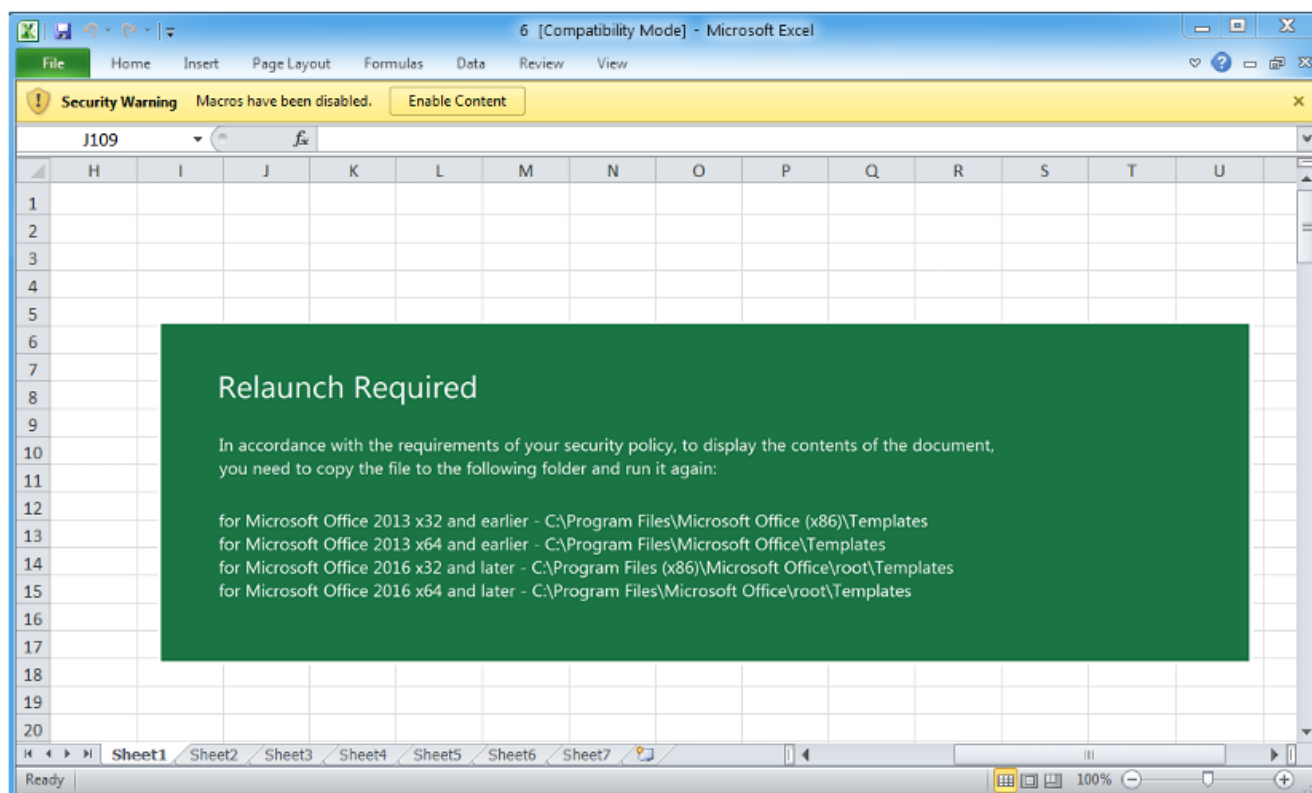 6 [Compatibility Mode] - Microsoft Excel
File Home Insert Page Layout Formulas Data Review View
Security Warning Macros have been disabled. Enable Content
J109 fx
H I J K L M N O P Q R S T U
1
2
3
4
5
6
7
Relaunch Required
8
9
In accordance with the requirements of your security policy, to display the contents of the document,
10
you need to copy the file to the following folder and run it again:
11
12
for Microsoft Office 2013 x32 and earlier - C:\Program Files\Microsoft Office (x86)\Templates
13
for Microsoft Office 2013 x64 and earlier - C:\Program Files\Microsoft Office\Templates
14
for Microsoft Office 2016 x32 and later - C:\Program Files (x86)\Microsoft Office\root\Templates
15
for Microsoft Office 2016 x64 and later - C:\Program Files\Microsoft Office\root\Templates
16
17
18
19
20
Sheet1 Sheet2 Sheet3 Sheet4 Sheet5 Sheet6 Sheet7
Ready 100%